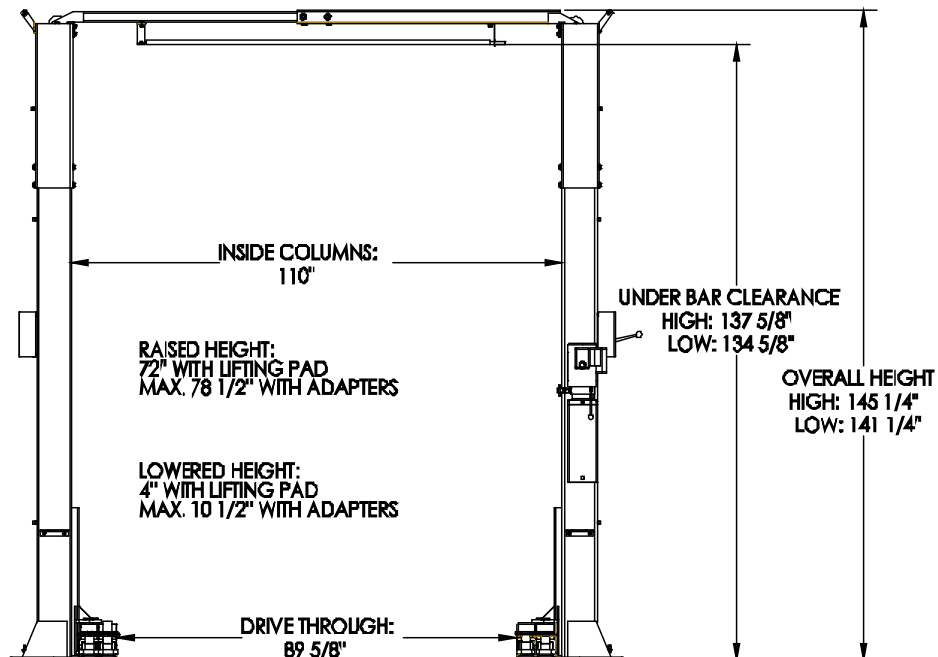 INSIDE COLUMNS:
110"
UNDER BAR CLEARANCE
HIGH: 137 5/8"
LOW: 134 5/8"
RAISED HEIGHT:
72" WITH LIFTING PAD
MAX. 78 1/2" WITH ADAPTERS
OVERALL HEIGHT
HIGH: 145 1/4"
LOW: 141 1/4"
LOWERED HEIGHT:
4" WITH LIFTING PAD
MAX. 10 1/2" WITH ADAPTERS
DRIVE THROUGH:
89 5/8"